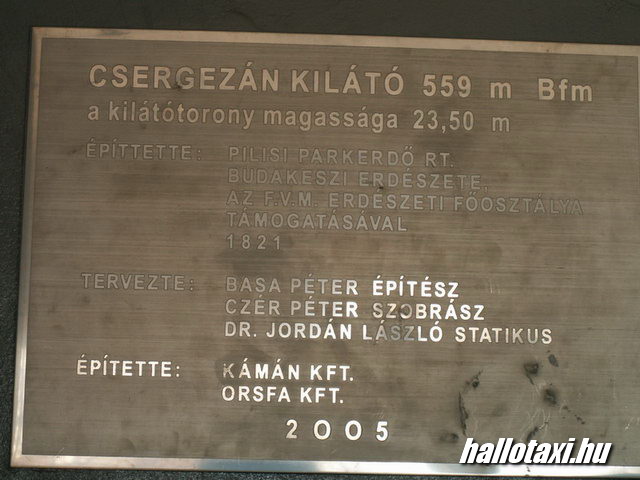 CSERGEZÁN KILÁTÓ 559 m Bfm
a kilátótorony magassága 23,50 m
ÉPÍTTETTE: PILISI PARKERDŐ RT.
BUDAKESZI ERDÉSZETE,
AZ F.V.M. ERDÉSZETI FŐOSZTÁLYA
TÁMOGATÁSÁVAL
1821
TERVEZTE: BASA PÉTER ÉPÍTÉSZ
CZÉR PÉTER SZOBRÁSZ
DR. JORDÁN LÁSZLÓ STATIKUS
ÉPÍTETTE: KÁMÁN KFT.
ORSFA KFT.
2005
hallotaxi.hu